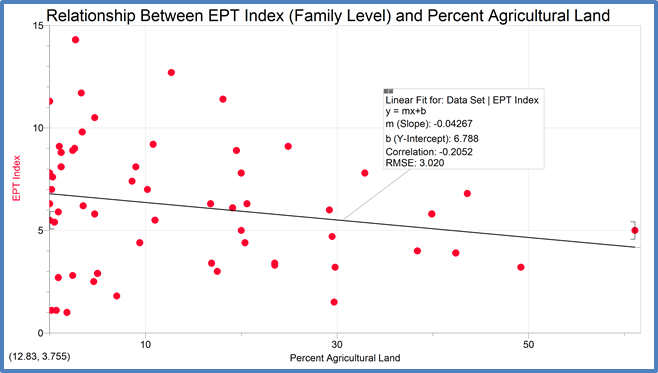 Relationship Between EPT Index (Family Level) and Percent Agricultural Land
15
Linear Fit for: Data Set | EPT Index
y = mx+b
m (Slope): -0.04267
b (Y-Intercept): 6.788
Correlation: -0.2052
RMSE: 3.020
10
EPT Index
5
0
10
30
50
(12.83, 3.755)
Percent Agricultural Land